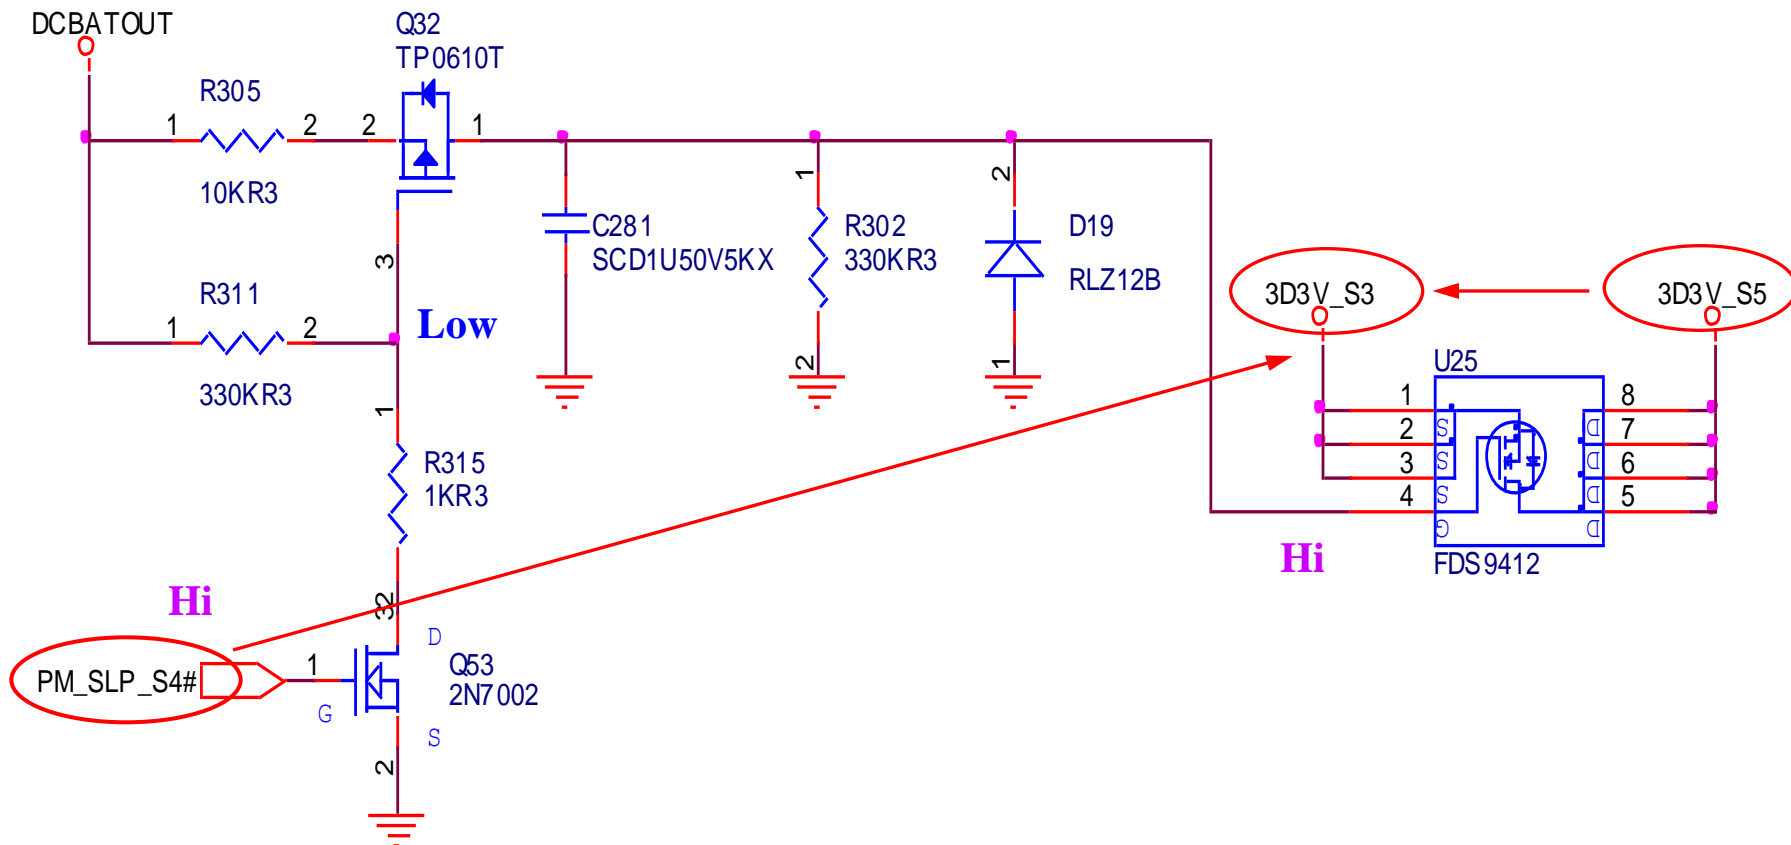 DCBATOUT
Q32
TP0610T
R305
1
2
2
1
10KR3
3
R311
1
2
330KR3
Low
C281
SCD1U50V5KX
1
R302
330KR3
2
2
D19
RLZ12B
1
3D3V_S3
3D3V_S5
U25
1
2
3
4
S
S
S
G
8
7
6
5
D
D
D
D
FDS9412
Hi
1
R315
1KR3
32
Hi
PM_SLP_S4#
1
G
D
Q53
2N7002
S
2